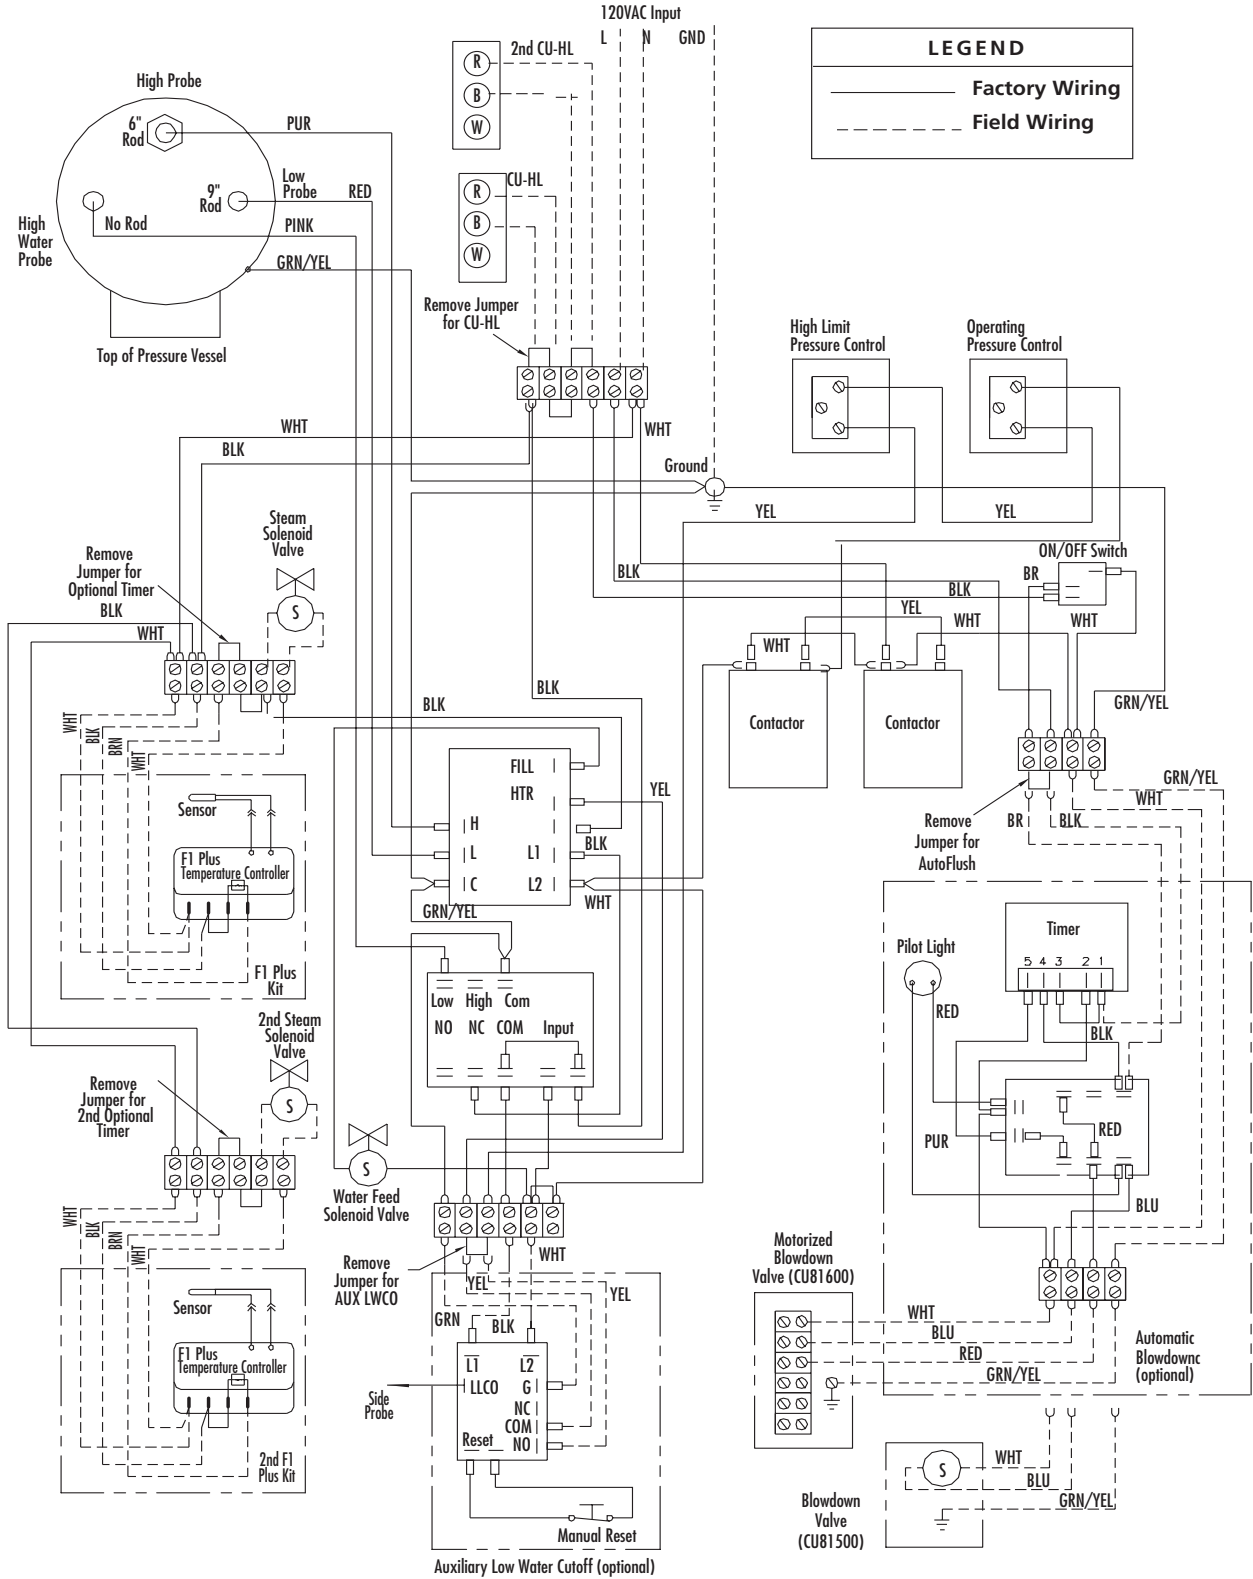 120VAC Input
L N GND
LEGEND
Factory Wiring
Field Wiring
2nd CU-HL
R
B
W
CU-HL
R
B
W
Remove Jumper
for CU-HL
High Probe
6"
Rod
PUR
Low
Probe
9"
Rod
RED
No Rod
PINK
High
Water
Probe
GRN/YEL
Top of Pressure Vessel
High Limit
Pressure Control
Operating
Pressure Control
WHT
BLK
WHT
Ground
YEL
YEL
Steam
Solenoid
Valve
S
Remove
Jumper for
Optional Timer
BLK
WHT
ON/OFF Switch
BR
BLK
BLK
YEL
WHT
WHT
WHT
GRN/YEL
Contactor
Contactor
BLK
BLK
WHT
BLK
BRN
WHT
Sensor
F1 Plus
Temperature Controller
F1 Plus
Kit
FILL
HTR
H
L
C
L1
L2
YEL
BLK
WHT
GRN/YEL
Low High Com
NO NC COM Input
Remove
Jumper for
AutoFlush
BR
BLK
WHT
GRN/YEL
Pilot Light
Timer
5 4 3 2 1
RED
BLK
RED
PUR
BLU
2nd Steam
Solenoid
Valve
S
Remove
Jumper for
2nd Optional
Timer
WHT
BLK
BRN
WHT
Sensor
F1 Plus
Temperature Controller
2nd F1
Plus Kit
S
Water Feed
Solenoid Valve
Remove
Jumper for
AUX LWCO
WHT
YEL
YEL
GRN
BLK
L1 L2
LLCO
G
NC
COM
NO
Reset
Side
Probe
Manual Reset
Auxiliary Low Water Cutoff (optional)
Motorized
Blowdown
Valve (CU81600)
WHT
BLU
RED
GRN/YEL
Automatic
Blowdownc
(optional)
S
WHT
BLU
GRN/YEL
Blowdown
Valve
(CU81500)